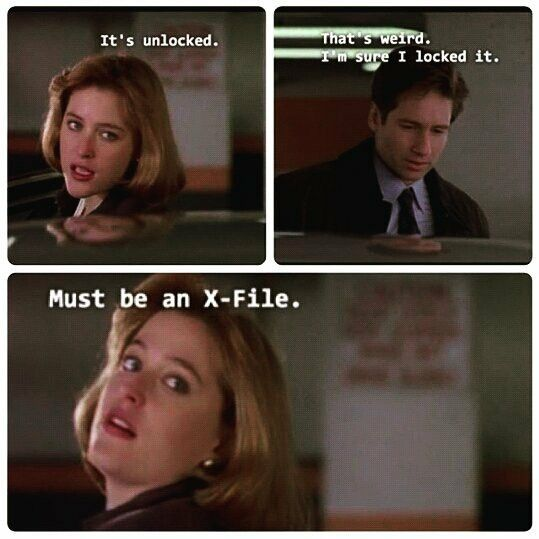 It's unlocked.
That's weird.
I'm sure I locked it.
Must be an X-File.